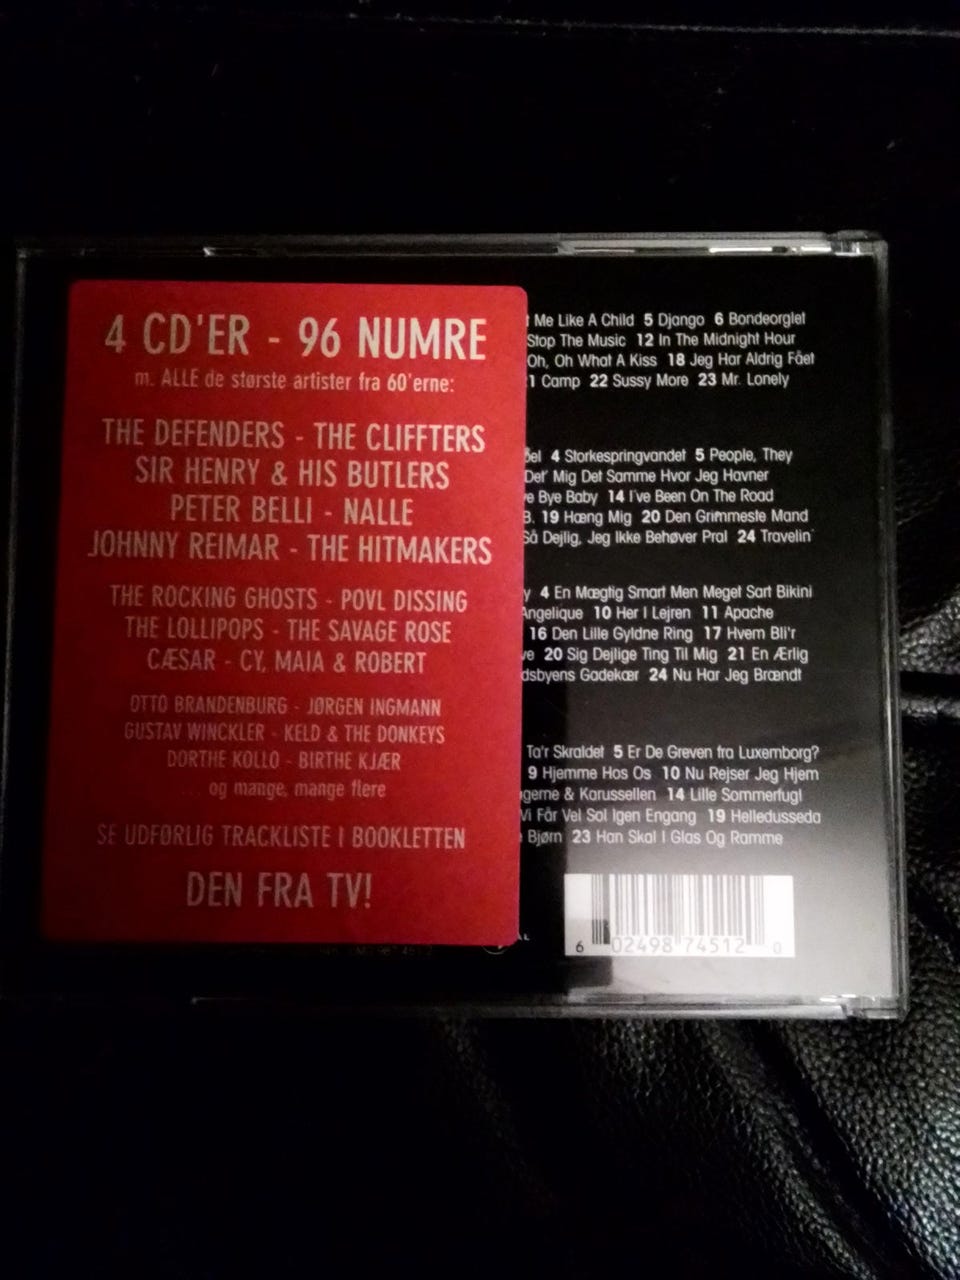 4 CD'ER - 96 NUMRE
m. ALLE de største artister fra 60'erne:
THE DEFENDERS - THE CLIFFTERS
SIR HENRY & HIS BUTLERS
PETER BELLI - NALLE
JOHNNY REIMAR - THE HITMAKERS
THE ROCKING GHOSTS - POVL DISSING
THE LOLLIPOPS - THE SAVAGE ROSE
CÆSAR - CY, MAIA & ROBERT
OTTO BRANDENBURG - JØRGEN INGMANN
GUSTAV WINCKLER - KELD & THE DONKEYS
DORTHE KOLLO - BIRTHE KJÆR
og mange, mange flere
SE UDFØRLIG TRACKLISTE I BOOKLETTEN
DEN FRA TV!
Me Like A Child 5 Django 6 Bondeorglet
Stop The Music 12 In The Midnight Hour
Oh, Oh What A Kiss 18 Jeg Har Aldrig Fået
Camp 22 Sussy More 23 Mr. Lonely
4 Storkespringvandet 5 People, They
Det' Mig Det Samme Hvor Jeg Havner
Bye Baby 14 I've Been On The Road
B. 19 Hæng Mig 20 Den Grimmeste Mand
Så Dejlig, Jeg Ikke Behøver Pral 24 Travelin'
4 En Mægtig Smart Men Meget Sart Bikini
Angelique 10 Her I Lejren 11 Apache
16 Den Lille Gyldne Ring 17 Hvem Bli'r
20 Sig Dejlige Ting Til Mig 21 En Ærlig
dsbyens Gadekær 24 Nu Har Jeg Brændt
Ta'r Skraldet 5 Er De Greven fra Luxemborg?
9 Hjemme Hos Os 10 Nu Rejser Jeg Hjem
gerne & Karussellen 14 Lille Sommerfugl
Vi Får Vel Sol Igen Engang 19 Helledusseda
Bjørn 23 Han Skal I Glas Og Ramme
6 02498 74512 0